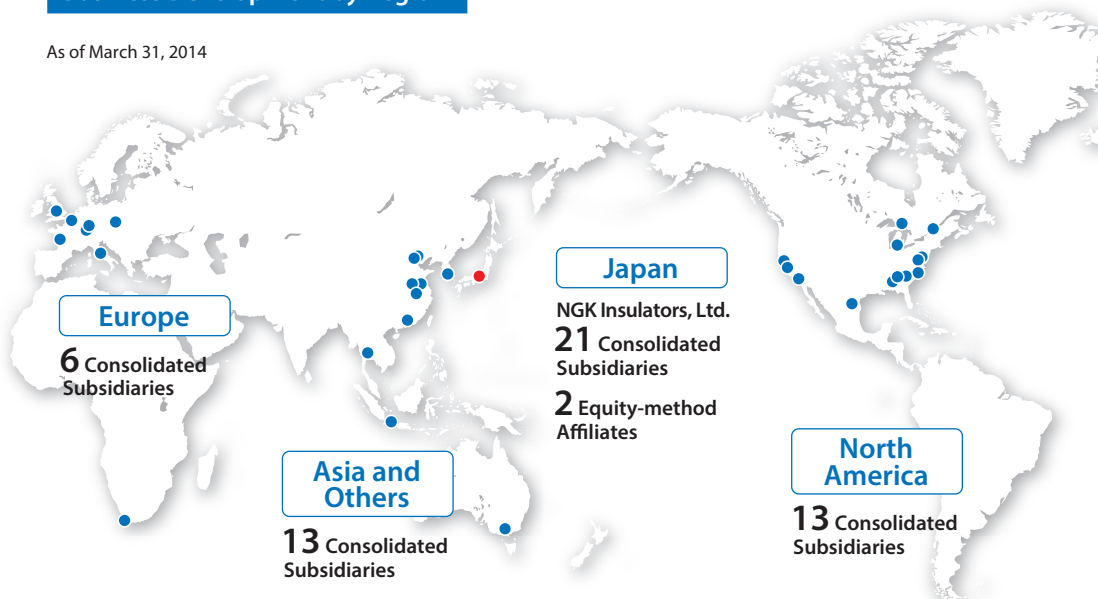 As of March 31, 2014
Europe
6 Consolidated
Subsidiaries
Asia and
Others
13 Consolidated
Subsidiaries
Japan
NGK Insulators, Ltd.
21 Consolidated
Subsidiaries
2 Equity-method
Affiliates
North
America
13 Consolidated
Subsidiaries